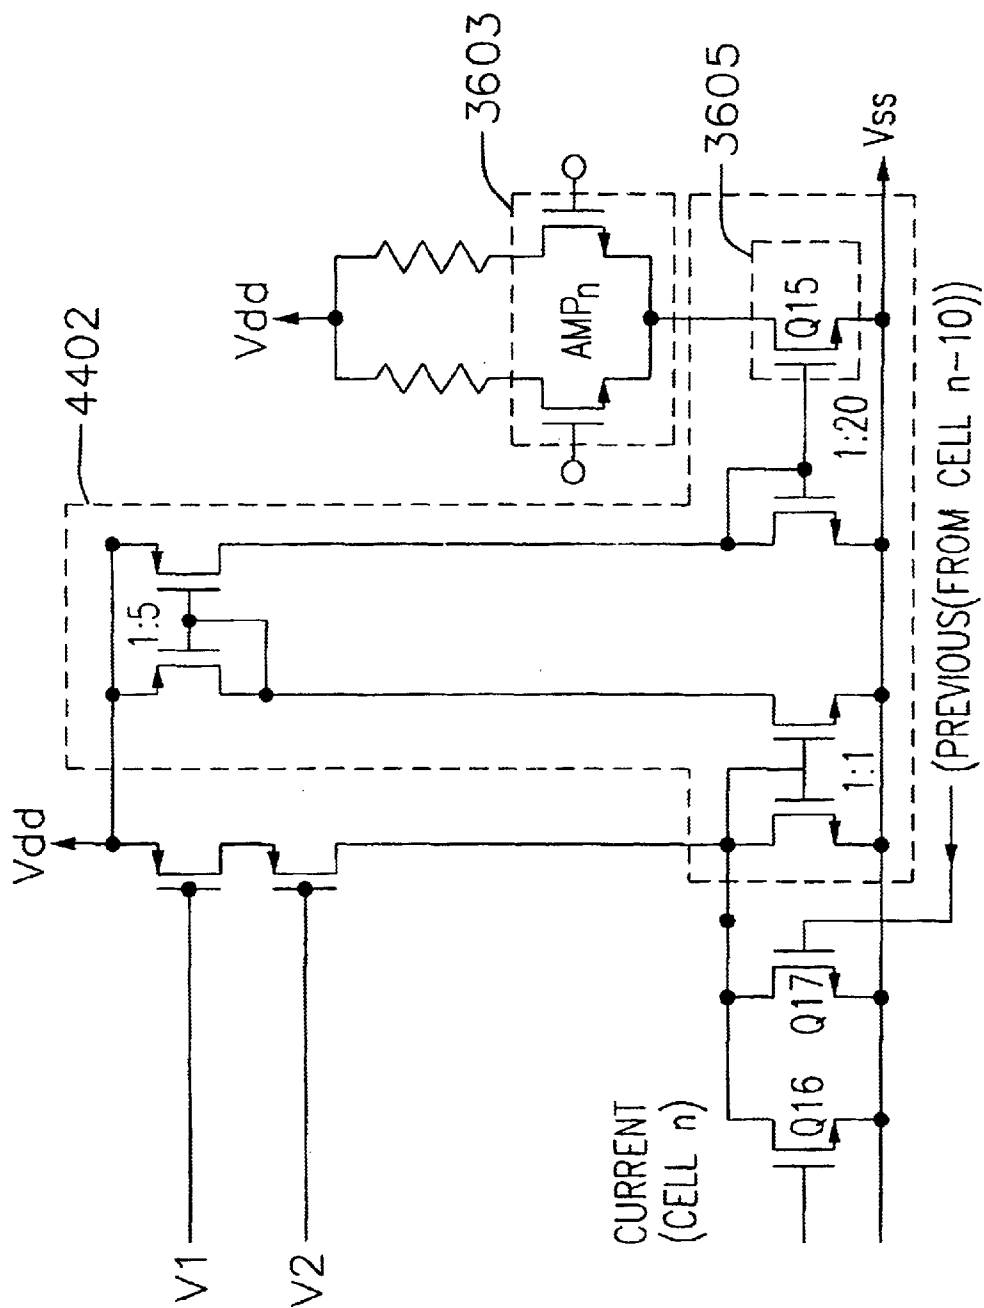 4402
3603
3605
Vdd
Vdd
AMPn
1:5
Vss
Q15
1:20
1:1
Q17
Q16
V1
V2
CURRENT
(CELL n)
(PREVIOUS(FROM CELL n-10))